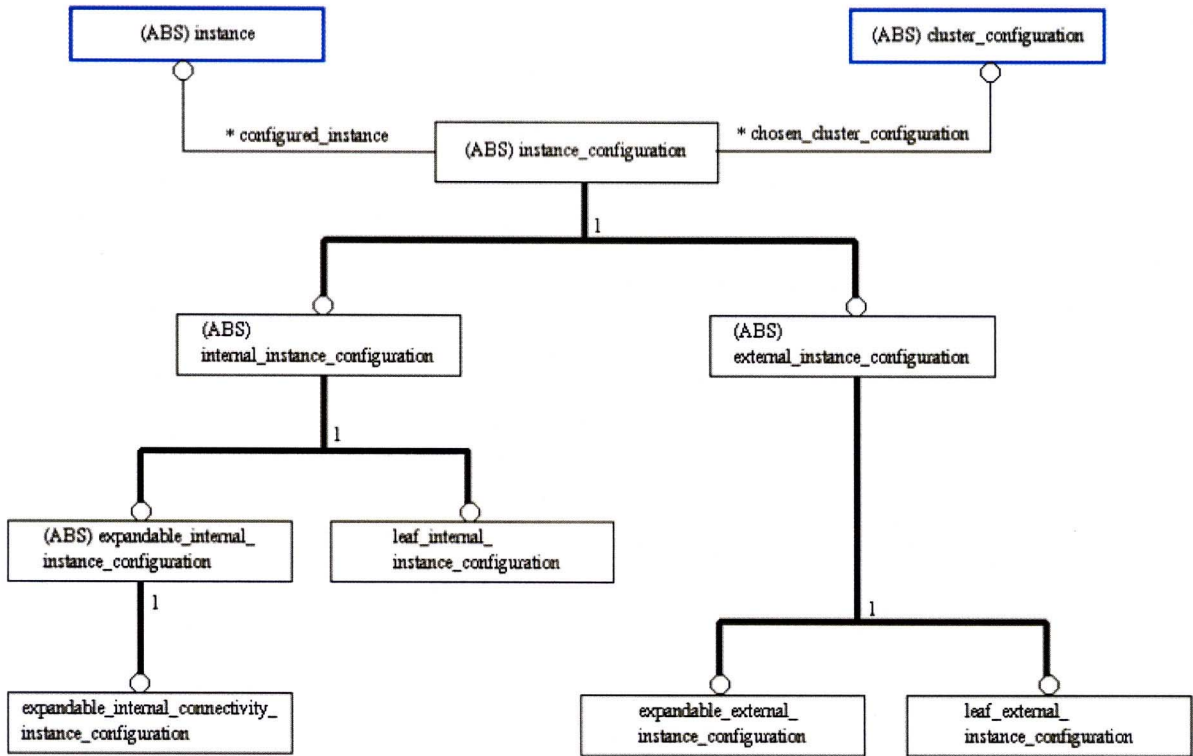 (ABS) instance
(ABS) cluster_configuration
* configured_instance
* chosen_cluster_configuration
(ABS) instance_configuration
1
(ABS)
internal_instance_configuration
(ABS)
external_instance_configuration
1
(ABS) expandable_internal_
instance_configuration
leaf_internal_
instance_configuration
1
1
expandable_internal_connectivity_
instance_configuration
expandable_external_
instance_configuration
leaf_external_
instance_configuration